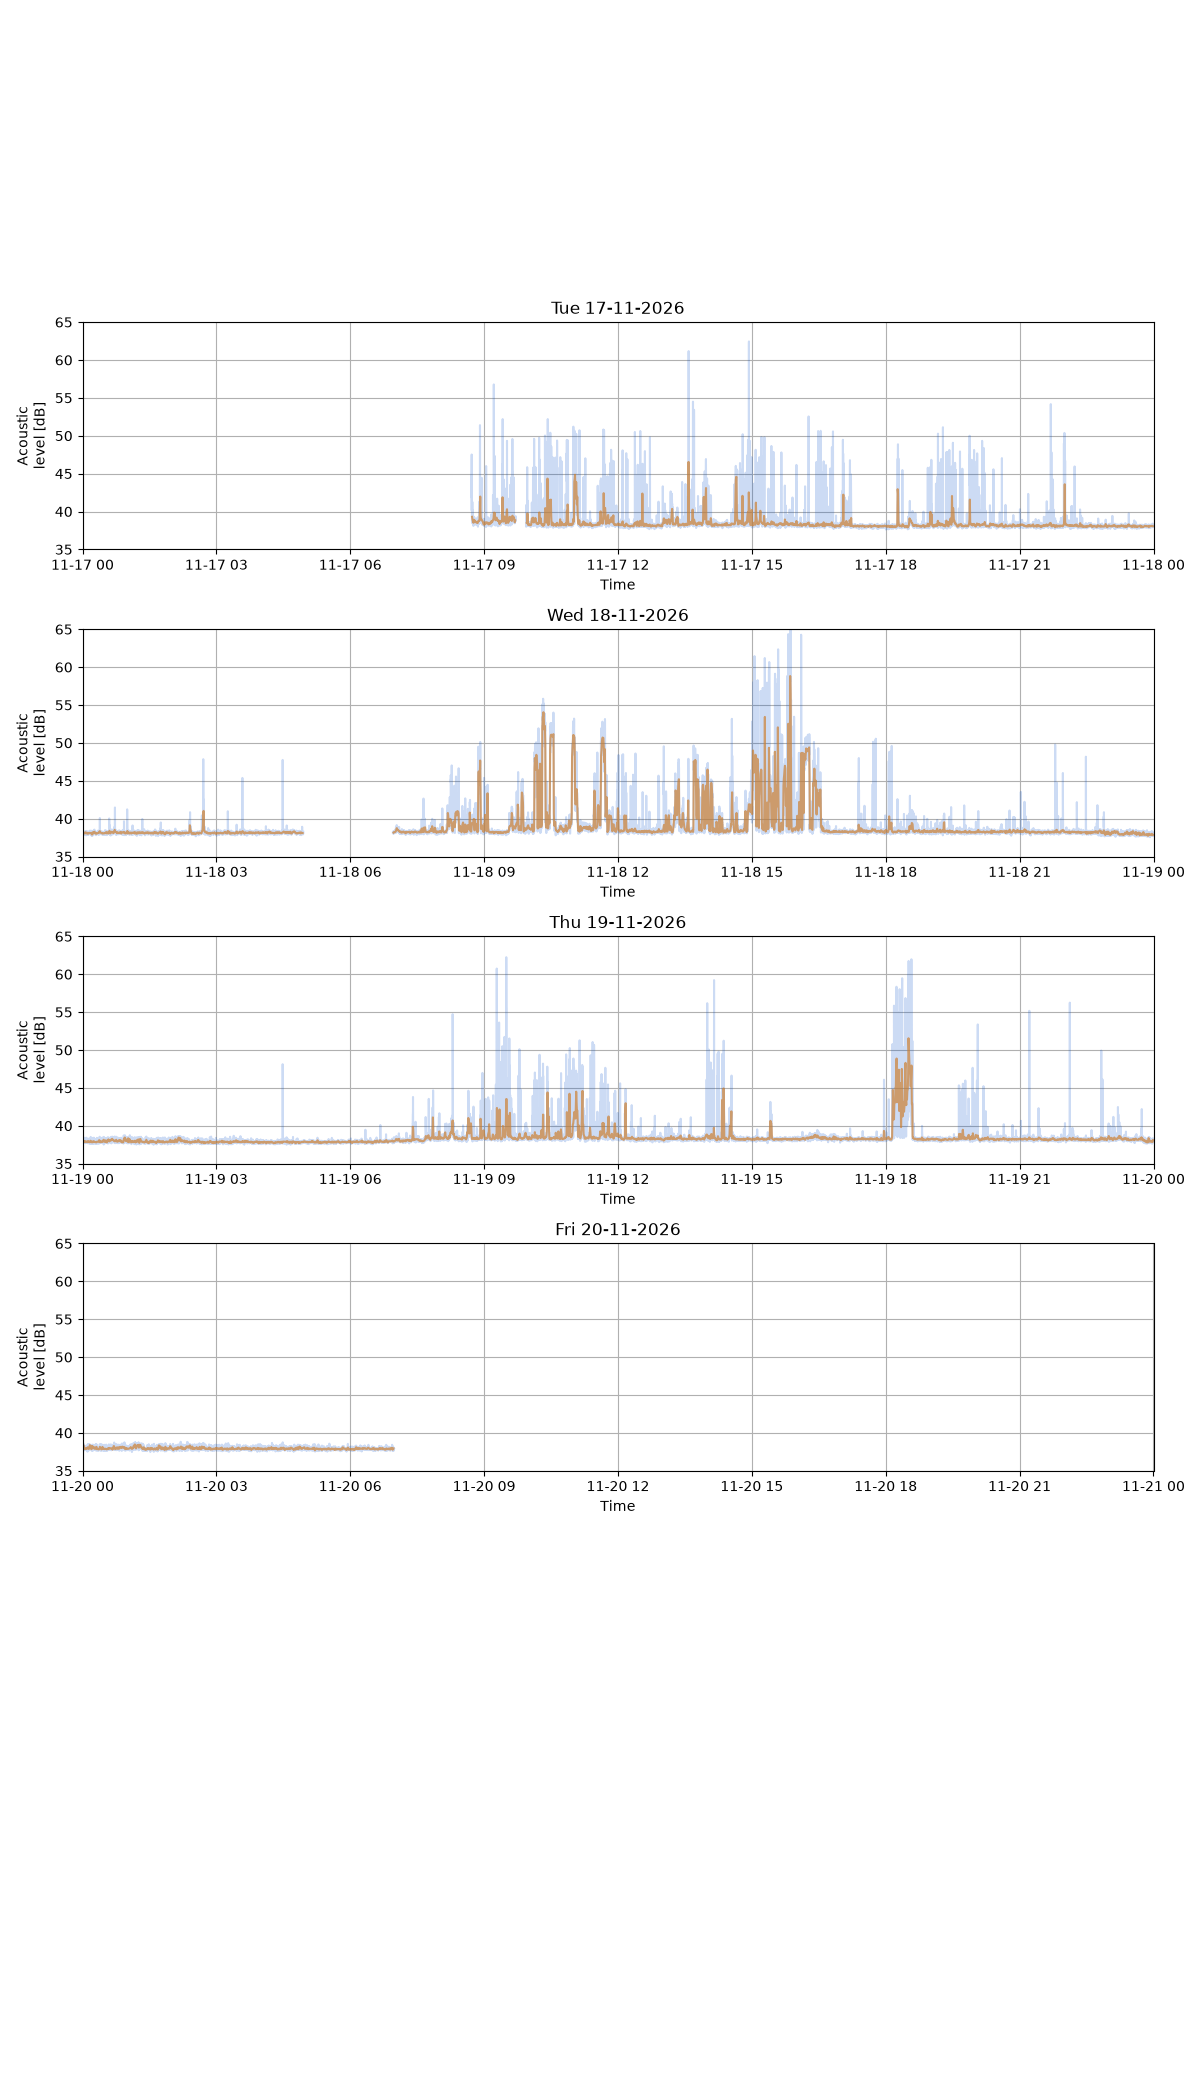 Tue 17-11-2026
65
60
55
50
45
40
35
Acoustic
level [dB]
11-17 00 11-17 03 11-17 06 11-17 09 11-17 12 11-17 15 11-17 18 11-17 21 11-18 00
Time
Wed 18-11-2026
65
60
55
50
45
40
35
Acoustic
level [dB]
11-18 00 11-18 03 11-18 06 11-18 09 11-18 12 11-18 15 11-18 18 11-18 21 11-19 00
Time
Thu 19-11-2026
65
60
55
50
45
40
35
Acoustic
level [dB]
11-19 00 11-19 03 11-19 06 11-19 09 11-19 12 11-19 15 11-19 18 11-19 21 11-20 00
Time
Fri 20-11-2026
65
60
55
50
45
40
35
Acoustic
level [dB]
11-20 00 11-20 03 11-20 06 11-20 09 11-20 12 11-20 15 11-20 18 11-20 21 11-21 00
Time